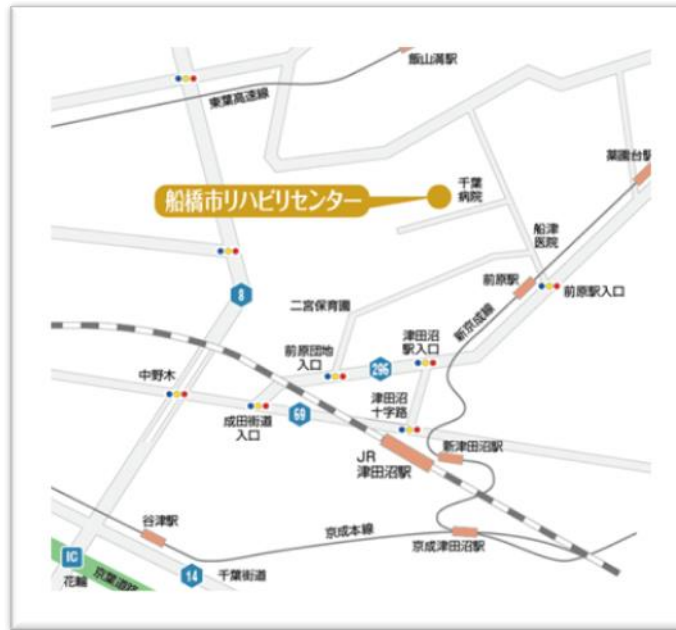 飯山満駅
東葉高速線
薬園台駅
千葉
病院
船橋市リハビリセンター
船津
医院
前原駅
前原駅入口
8
二宮保育園
新京成線
津田沼
駅入口
前原団地
入口
296
中野木
津田沼
十字路
69
成田街道
入口
新津田沼駅
JR
津田沼駅
谷津駅
京成本線
京成津田沼駅
IC
花輪
京葉道路
14
千葉街道